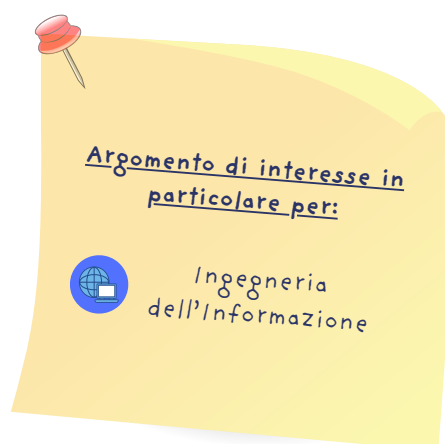 Argomento di interesse in
particolare per:
Ingegneria
dell'Informazione